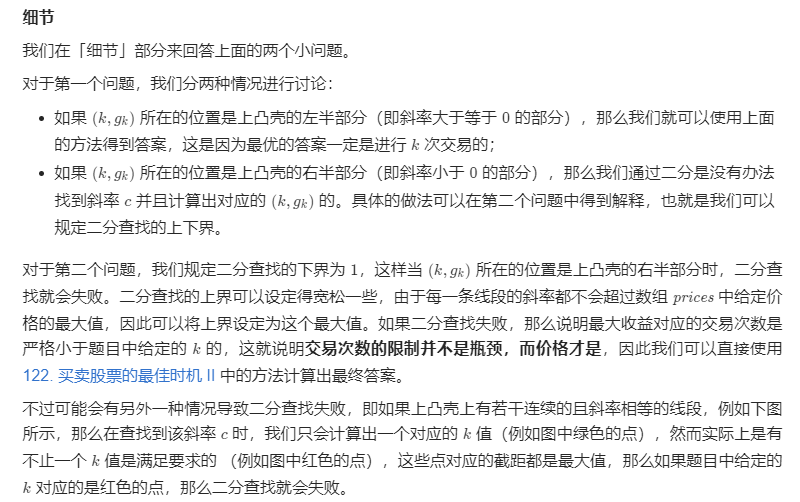 细节
我们在「细节」部分来回答上面的两个小问题。
对于第一个问题，我们分两种情况进行讨论：
• 如果 (k, gₖ) 所在的位置是上凸壳的左半部分（即斜率大于等于 0 的部分），那么我们就可以使用上面
的方法得到答案，这是因为最优的答案一定是进行 k 次交易的；
• 如果 (k, gₖ) 所在的位置是上凸壳的右半部分（即斜率小于 0 的部分），那么我们通过二分是没有办法
找到斜率 c 并且计算出对应的 (k, gₖ) 的。具体的做法可以在第二个问题中得到解释，也就是我们可以
规定二分查找的上下界。
对于第二个问题，我们规定二分查找的下界为 1，这样当 (k, gₖ) 所在的位置是上凸壳的右半部分时，二分查
找就会失败。二分查找的上界可以设定得宽松一些，由于每一条线段的斜率都不会超过数组 prices 中给定价
格的最大值，因此可以将上界设定为这个最大值。如果二分查找失败，那么说明最大收益对应的交易次数是
严格小于题目中给定的 k 的，这就说明交易次数的限制并不是瓶颈，而价格才是，因此我们可以直接使用
122. 买卖股票的最佳时机 II 中的方法计算出最终答案。
不过可能会有另外一种情况导致二分查找失败，即如果上凸壳上有若干连续的且斜率相等的线段，例如下图
所示，那么在查找到该斜率 c 时，我们只会计算出一个对应的 k 值（例如图中绿色的点），然而实际上是有
不止一个 k 值是满足要求的 （例如图中红色的点），这些点对应的截距都是最大值，那么如果题目中给定的
k 对应的是红色的点，那么二分查找就会失败。